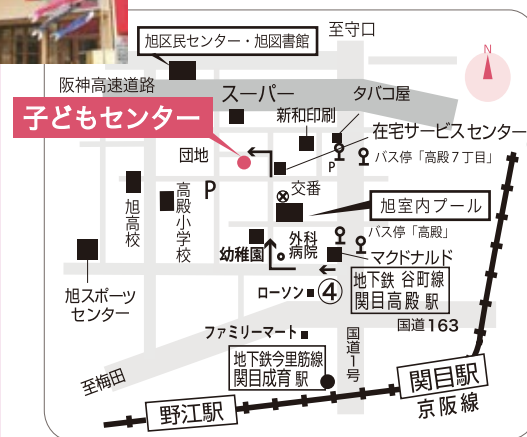 旭区民センター・旭図書館
至守口
N
阪神高速道路
スーパー
タバコ屋
子どもセンター
新和印刷
在宅サービスセンター
団地
P
バス停「高殿７丁目」
旭高校
高殿小学校
P
交番
旭室内プール
幼稚園
外科
病院
バス停「高殿」
マクドナルド
旭スポーツ
センター
ローソン
④
地下鉄 谷町線
関目高殿 駅
国道163
ファミリーマート
国道１号
地下鉄今里筋線
関目成育 駅
至梅田
野江駅
関目駅
京阪線